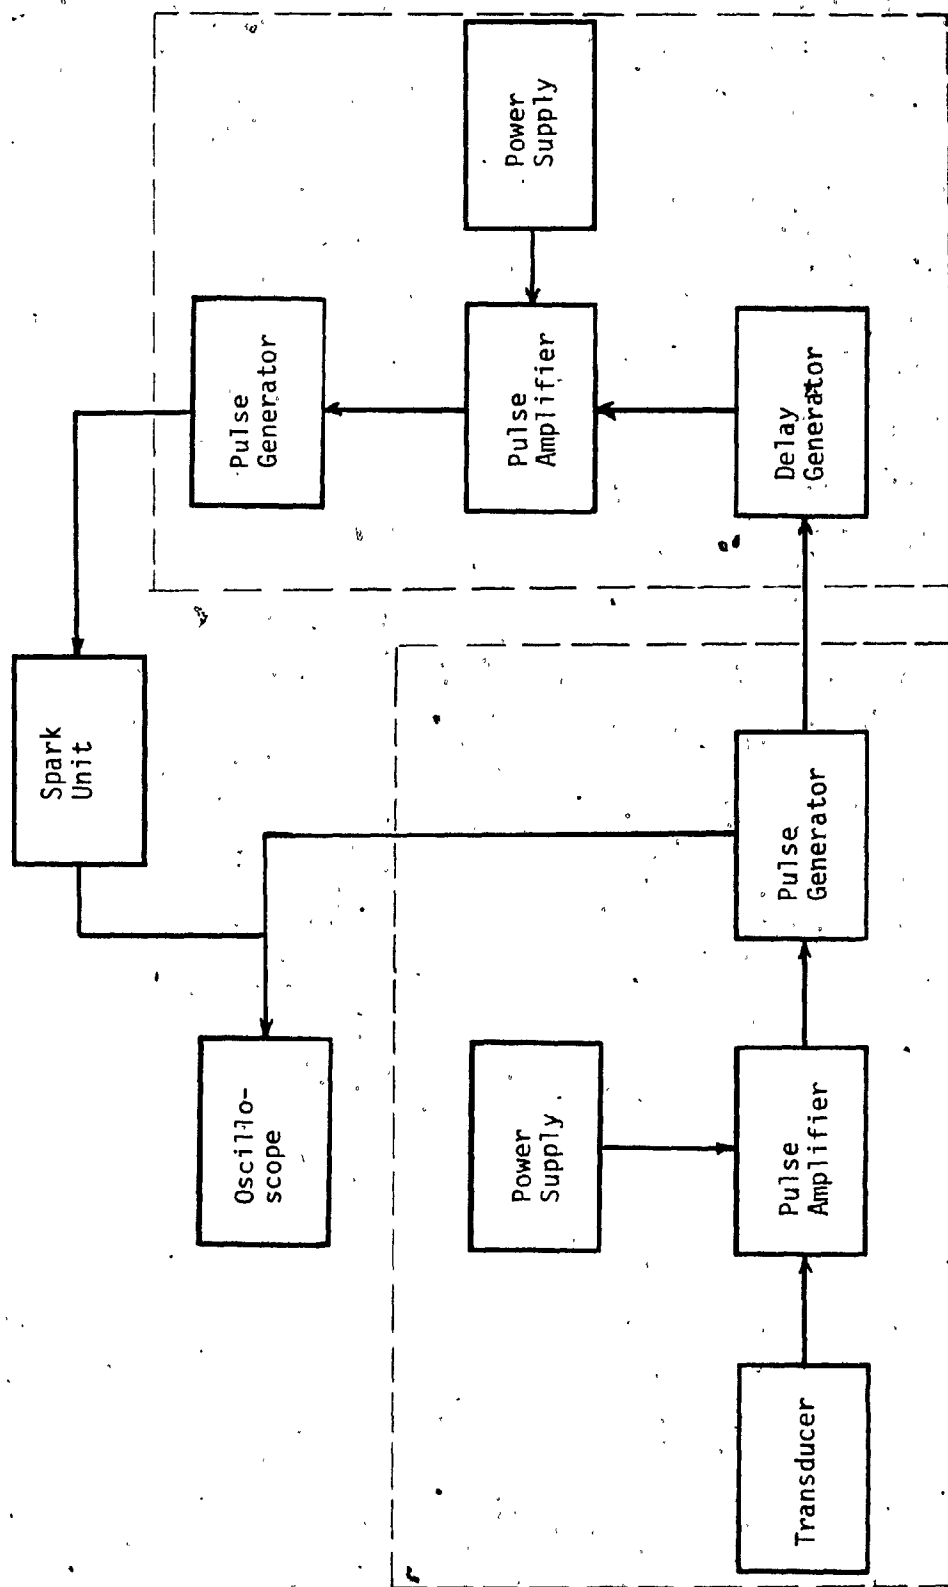 Spark
Unit
Oscillo-
scope
Pulse
Generator
Power
Supply
Pulse
Amplifier
Power
Supply
Transducer
Pulse
Amplifier
Pulse
Generator
Delay
Generator